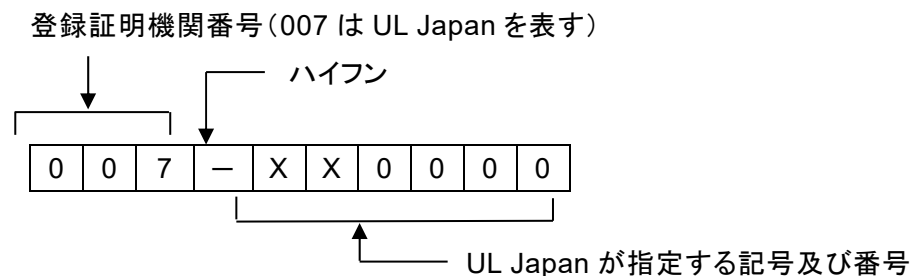 登録証明機関番号（007 は UL Japan を表す）
ハイフン
0 0 7 － X X 0 0 0 0
UL Japan が指定する記号及び番号